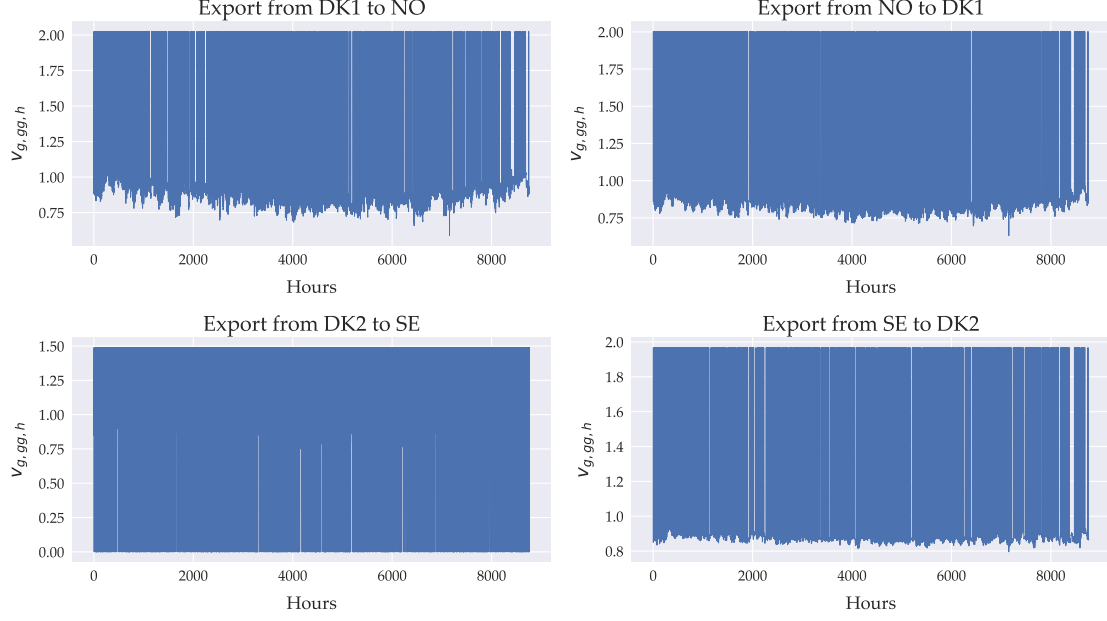 Export from DK1 to NO
2.00
1.75
1.50
1.25
1.00
0.75
v_{g,gg,h}
0 2000 4000 6000 8000
Hours
Export from NO to DK1
2.00
1.75
1.50
1.25
1.00
0.75
v_{g,gg,h}
0 2000 4000 6000 8000
Hours
Export from DK2 to SE
1.50
1.25
1.00
0.75
0.50
0.25
0.00
v_{g,gg,h}
0 2000 4000 6000 8000
Hours
Export from SE to DK2
2.0
1.8
1.6
1.4
1.2
1.0
0.8
v_{g,gg,h}
0 2000 4000 6000 8000
Hours